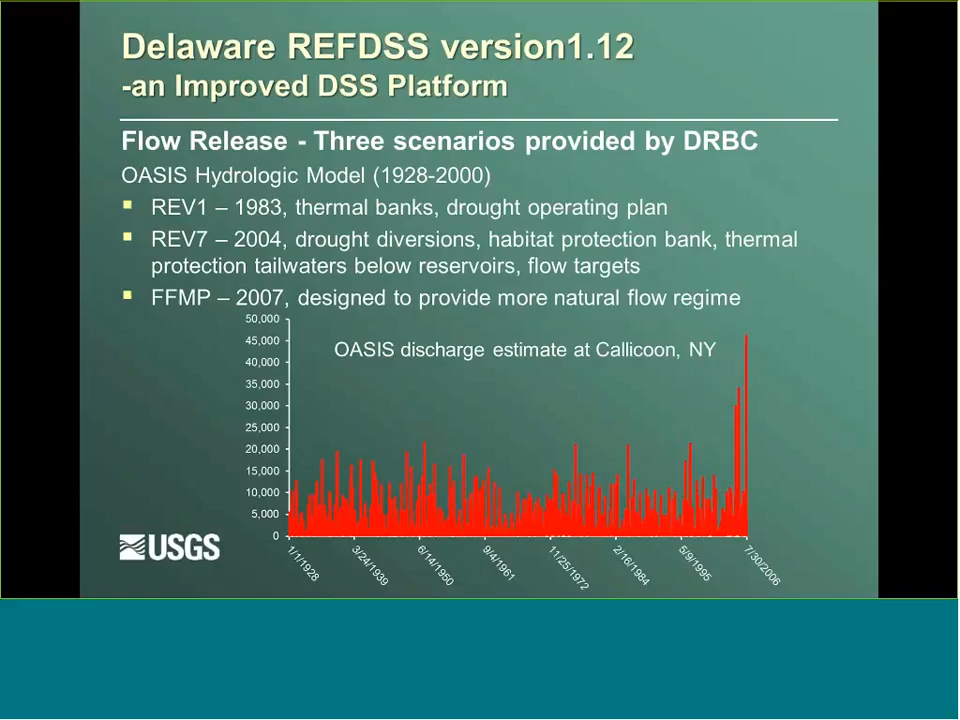 Delaware REFDSS version1.12
-an Improved DSS Platform
Flow Release - Three scenarios provided by DRBC
OASIS Hydrologic Model (1928-2000)
REV1 – 1983, thermal banks, drought operating plan
REV7 – 2004, drought diversions, habitat protection bank, thermal
protection tailwaters below reservoirs, flow targets
FFMP – 2007, designed to provide more natural flow regime
OASIS discharge estimate at Callicoon, NY
50,000
45,000
40,000
35,000
30,000
25,000
20,000
15,000
10,000
5,000
0
1/1/1928
3/24/1939
6/14/1950
9/4/1961
11/25/1972
2/16/1984
5/9/1995
7/30/2006
USGS